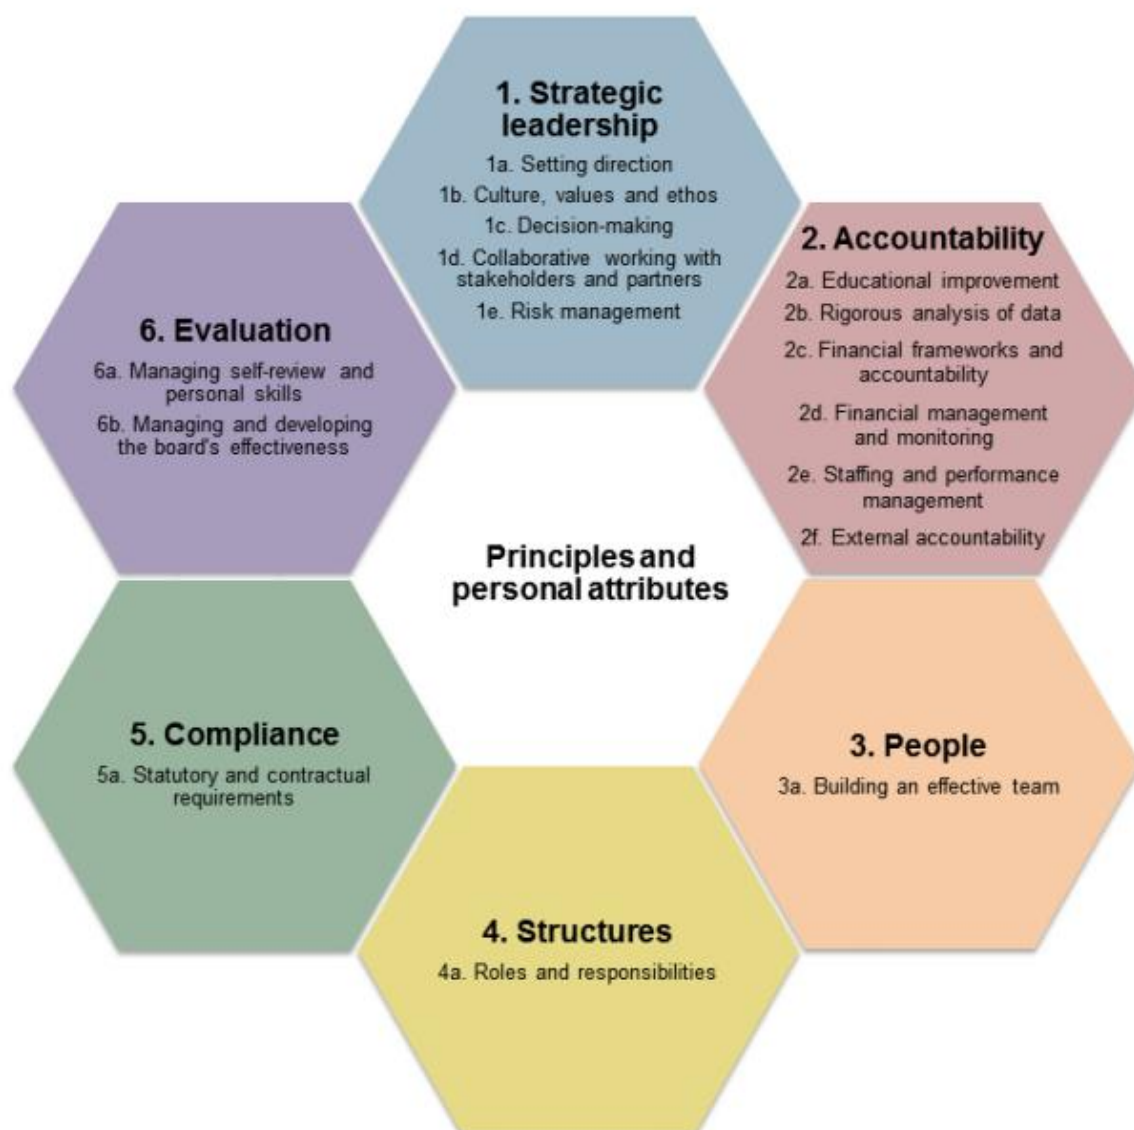 1. Strategic
leadership
1a. Setting direction
1b. Culture, values and ethos
1c. Decision-making
1d. Collaborative working with
stakeholders and partners
1e. Risk management
2. Accountability
2a. Educational improvement
2b. Rigorous analysis of data
2c. Financial frameworks and
accountability
2d. Financial management
and monitoring
2e. Staffing and performance
management
2f. External accountability
3. People
3a. Building an effective team
4. Structures
4a. Roles and responsibilities
5. Compliance
5a. Statutory and contractual
requirements
6. Evaluation
6a. Managing self-review and
personal skills
6b. Managing and developing
the board's effectiveness
Principles and
personal attributes